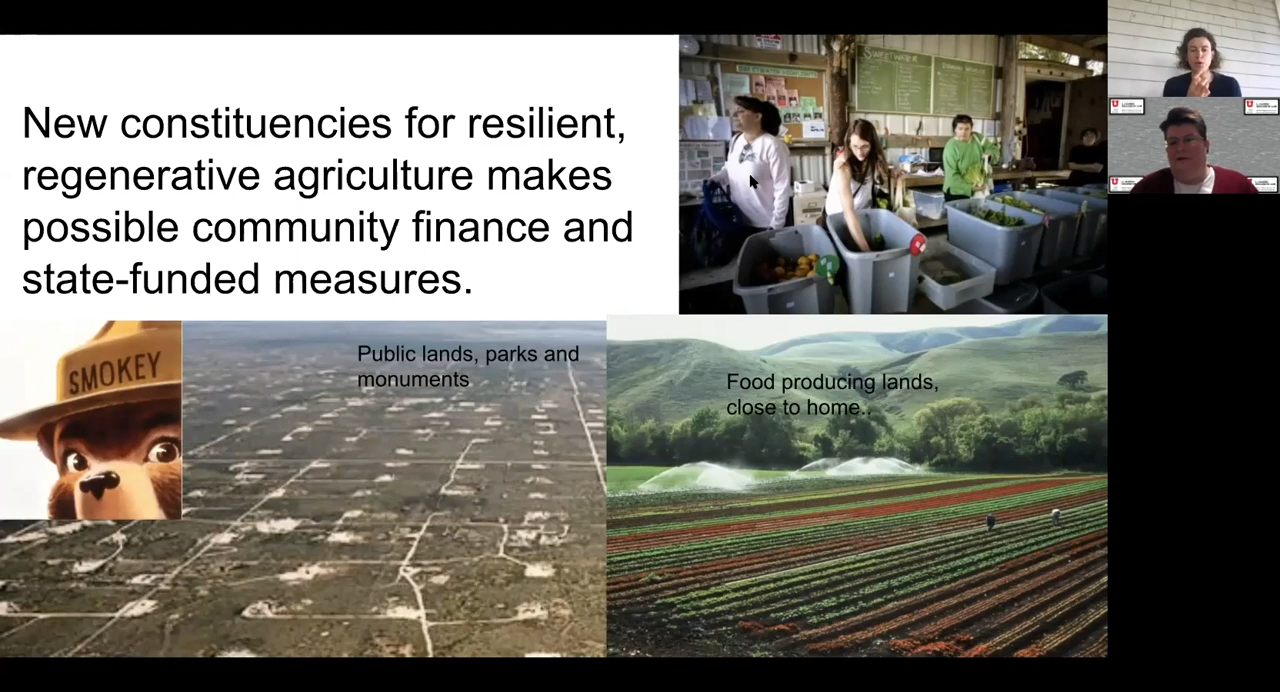 New constituencies for resilient,
regenerative agriculture makes
possible community finance and
state-funded measures.
SWEETWATER
SMOKEY
Public lands, parks and
monuments
Food producing lands,
close to home..